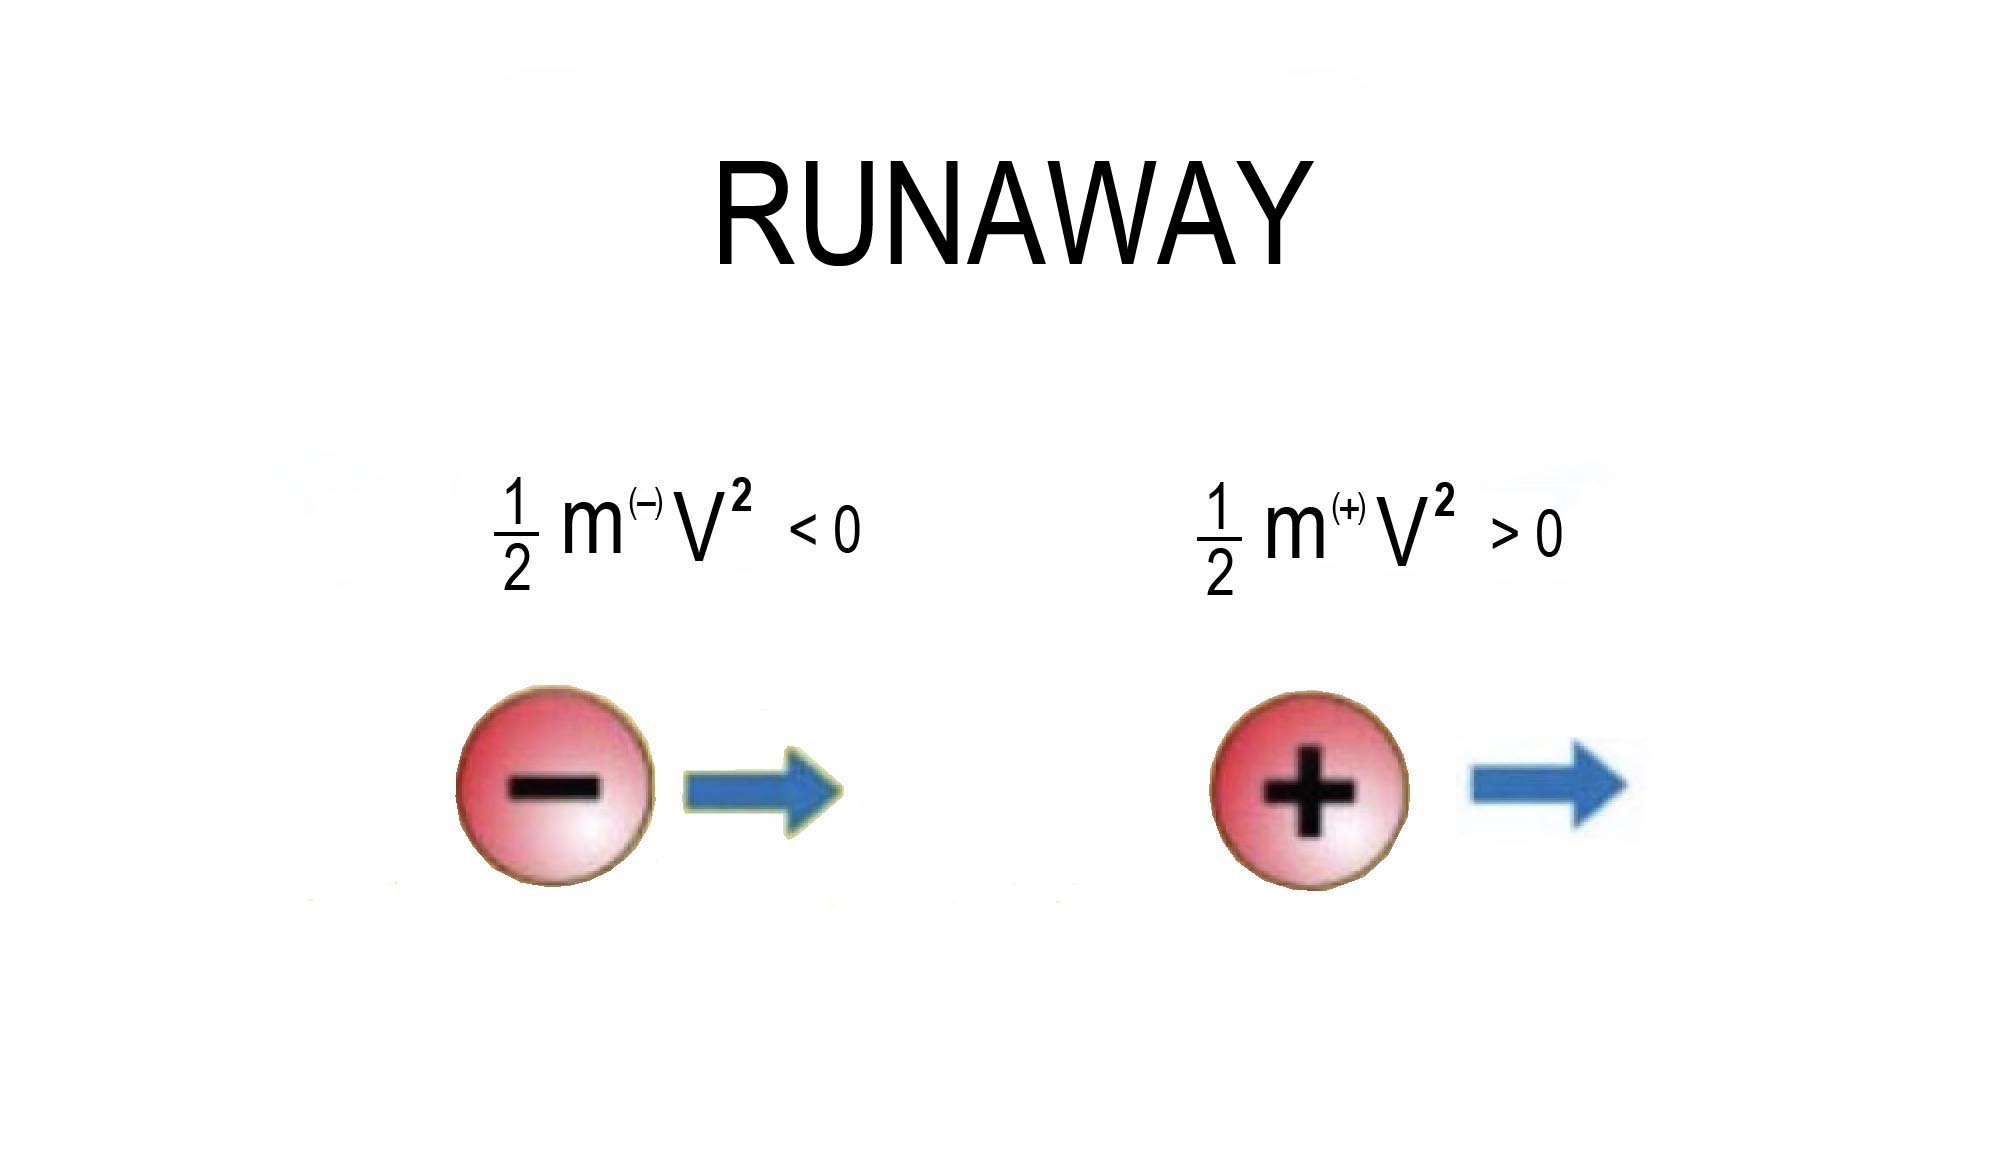 RUNAWAY
1/2 m⁽⁻⁾ V² < 0
1/2 m⁽⁺⁾ V² > 0
− +